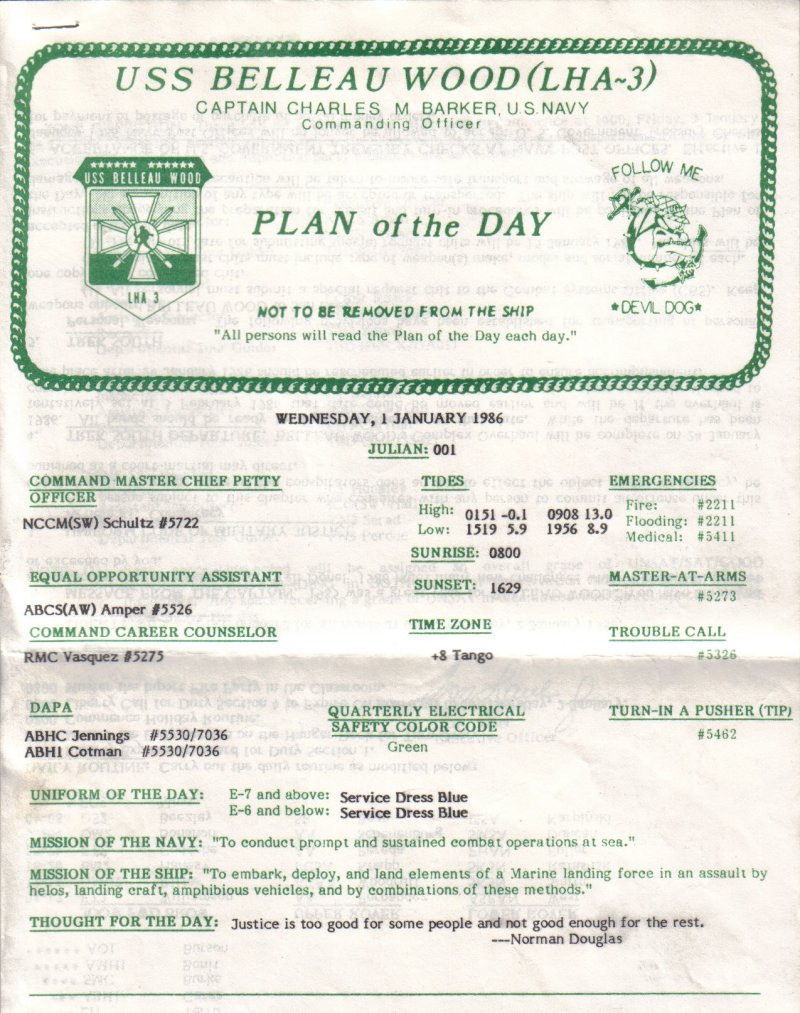 USS BELLEAU WOOD (LHA~3)
CAPTAIN CHARLES M BARKER, U.S. NAVY
Commanding Officer
USS BELLEAU WOOD
LHA 3
PLAN of the DAY
FOLLOW ME
*DEVIL DOG*
NOT TO BE REMOVED FROM THE SHIP
"All persons will read the Plan of the Day each day."
WEDNESDAY, 1 JANUARY 1986
JULIAN: 001
COMMAND MASTER CHIEF PETTY
OFFICER
NCCM(SW) Schultz #5722
TIDES
High: 0151 -0.1 0908 13.0
Low: 1519 5.9 1956 8.9
SUNRISE: 0800
EMERGENCIES
Fire: #2211
Flooding: #2211
Medical: #5411
EQUAL OPPORTUNITY ASSISTANT
ABCS(AW) Amper #5526
SUNSET: 1629
MASTER-AT-ARMS
#5273
COMMAND CAREER COUNSELOR
RMC Vasquez #5275
TIME ZONE
+8 Tango
TROUBLE CALL
#5326
DAPA
ABHC Jennings #5530/7036
ABH1 Cotman #5530/7036
QUARTERLY ELECTRICAL
SAFETY COLOR CODE
Green
TURN-IN A PUSHER (TIP)
#5462
UNIFORM OF THE DAY: E-7 and above: Service Dress Blue
E-6 and below: Service Dress Blue
MISSION OF THE NAVY: "To conduct prompt and sustained combat operations at sea."
MISSION OF THE SHIP: "To embark, deploy, and land elements of a Marine landing force in an assault by
helos, landing craft, amphibious vehicles, and by combinations of these methods."
THOUGHT FOR THE DAY: Justice is too good for some people and not good enough for the rest.
---Norman Douglas